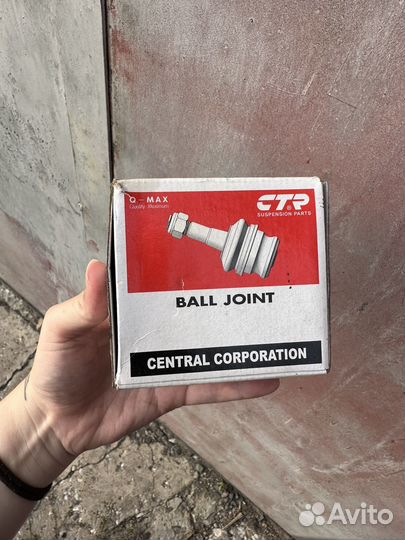 Q-MAX
Quality Maximum
CTR
SUSPENSION PARTS
BALL JOINT
CENTRAL CORPORATION
Avito